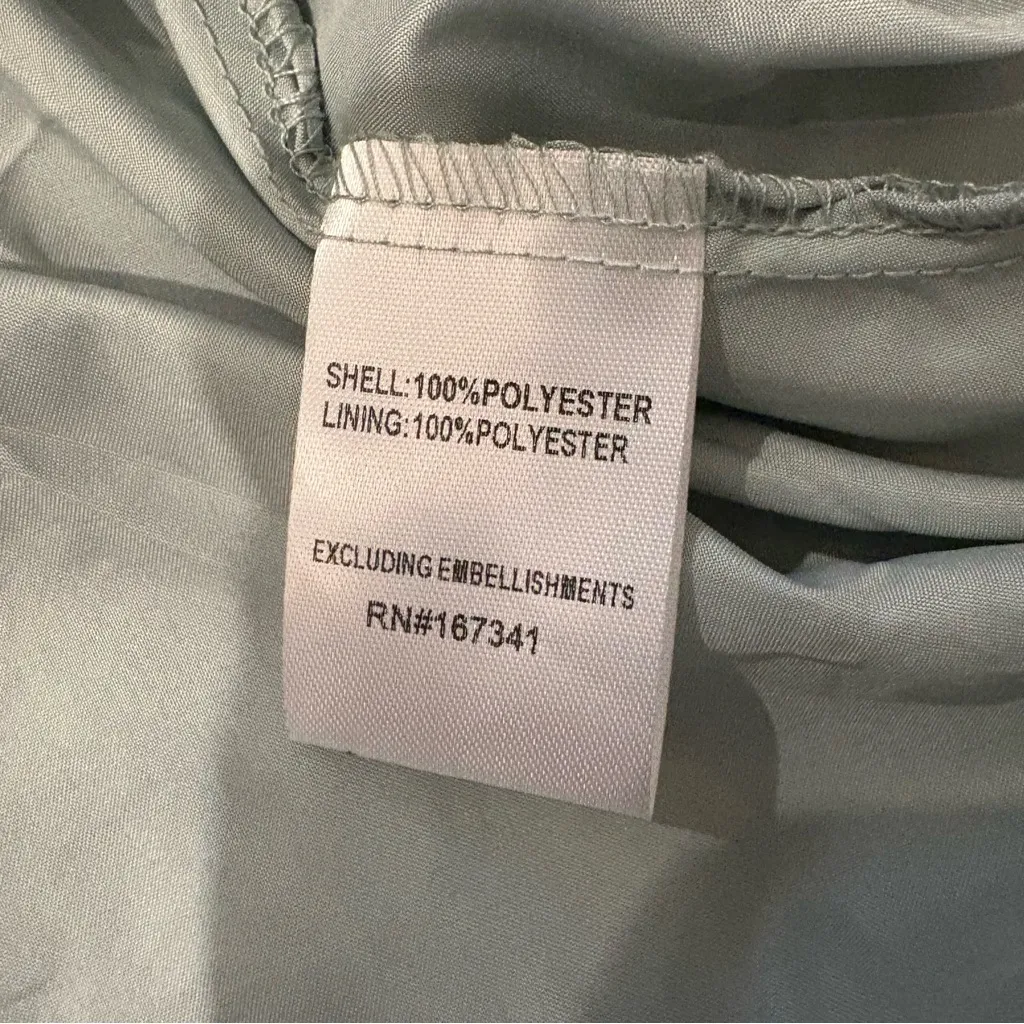 SHELL:100%POLYESTER
LINING:100%POLYESTER
EXCLUDING EMBELLISHMENTS
RN#167341